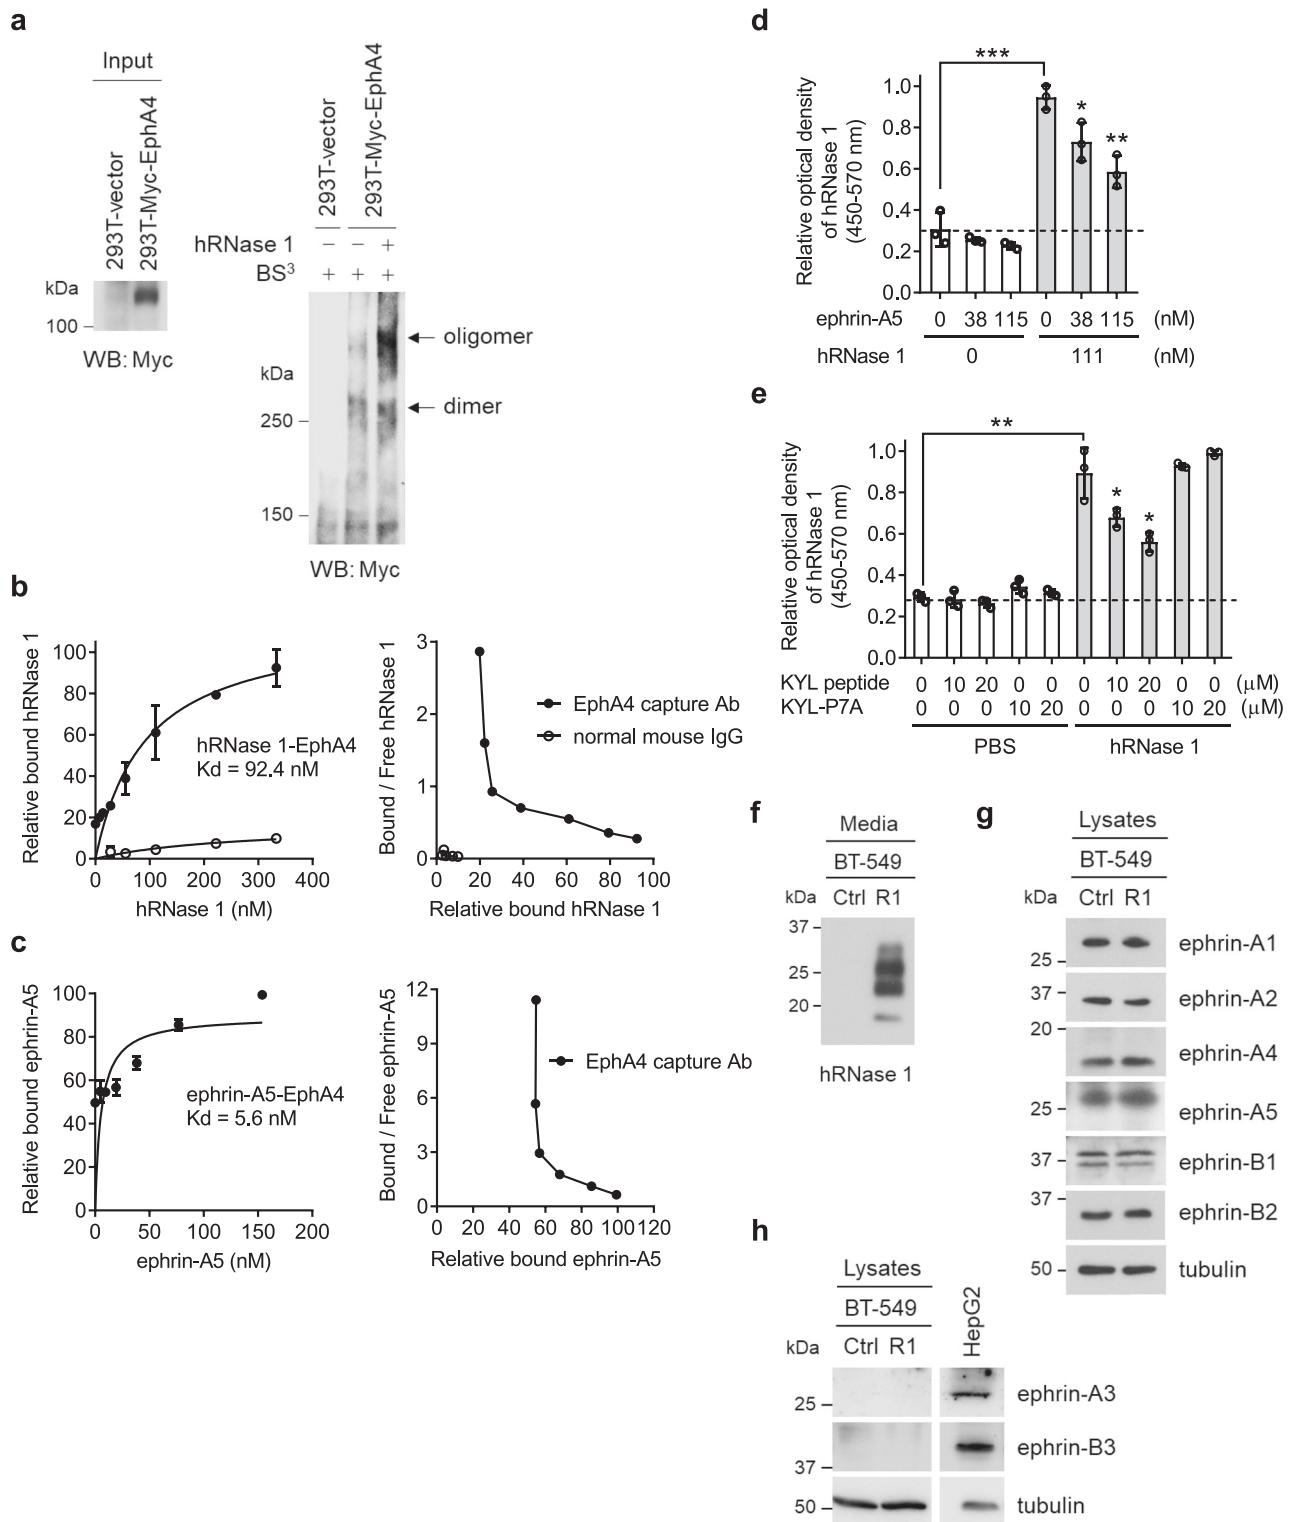 a
Input
293T-vector
293T-Myc-EphA4
kDa
100
WB: Myc
293T-vector
293T-Myc-EphA4
hRNase 1 − − +
BS3 + + +
oligomer
kDa
dimer
250
150
WB: Myc
b
Relative bound hRNase 1
100
80
60
40
20
0
hRNase 1-EphA4
Kd = 92.4 nM
0 100 200 300 400
hRNase 1 (nM)
Bound / Free hRNase 1
3
2
1
0
EphA4 capture Ab
normal mouse IgG
0 20 40 60 80 100
Relative bound hRNase 1
c
Relative bound ephrin-A5
100
80
60
40
20
0
ephrin-A5-EphA4
Kd = 5.6 nM
0 50 100 150 200
ephrin-A5 (nM)
Bound / Free ephrin-A5
12
9
6
3
0
EphA4 capture Ab
0 20 40 60 80 100 120
Relative bound ephrin-A5
d
Relative optical density
of hRNase 1
(450-570 nm)
***
*
**
1.0
0.8
0.6
0.4
0.2
0.0
ephrin-A5 0 38 115 0 38 115 (nM)
hRNase 1 0 111 (nM)
e
Relative optical density
of hRNase 1
(450-570 nm)
**
*
*
1.0
0.8
0.6
0.4
0.2
0.0
KYL peptide 0 10 20 0 0 0 10 20 0 0 (μM)
KYL-P7A 0 0 0 10 20 0 0 0 10 20 (μM)
PBS hRNase 1
f
Media
BT-549
kDa Ctrl R1
37
25
20
hRNase 1
g
Lysates
BT-549
kDa Ctrl R1
ephrin-A1
25
37 ephrin-A2
20
ephrin-A4
25 ephrin-A5
37 ephrin-B1
37
ephrin-B2
50 tubulin
h
Lysates
BT-549
HepG2
kDa Ctrl R1
25 ephrin-A3
ephrin-B3
37
50 tubulin